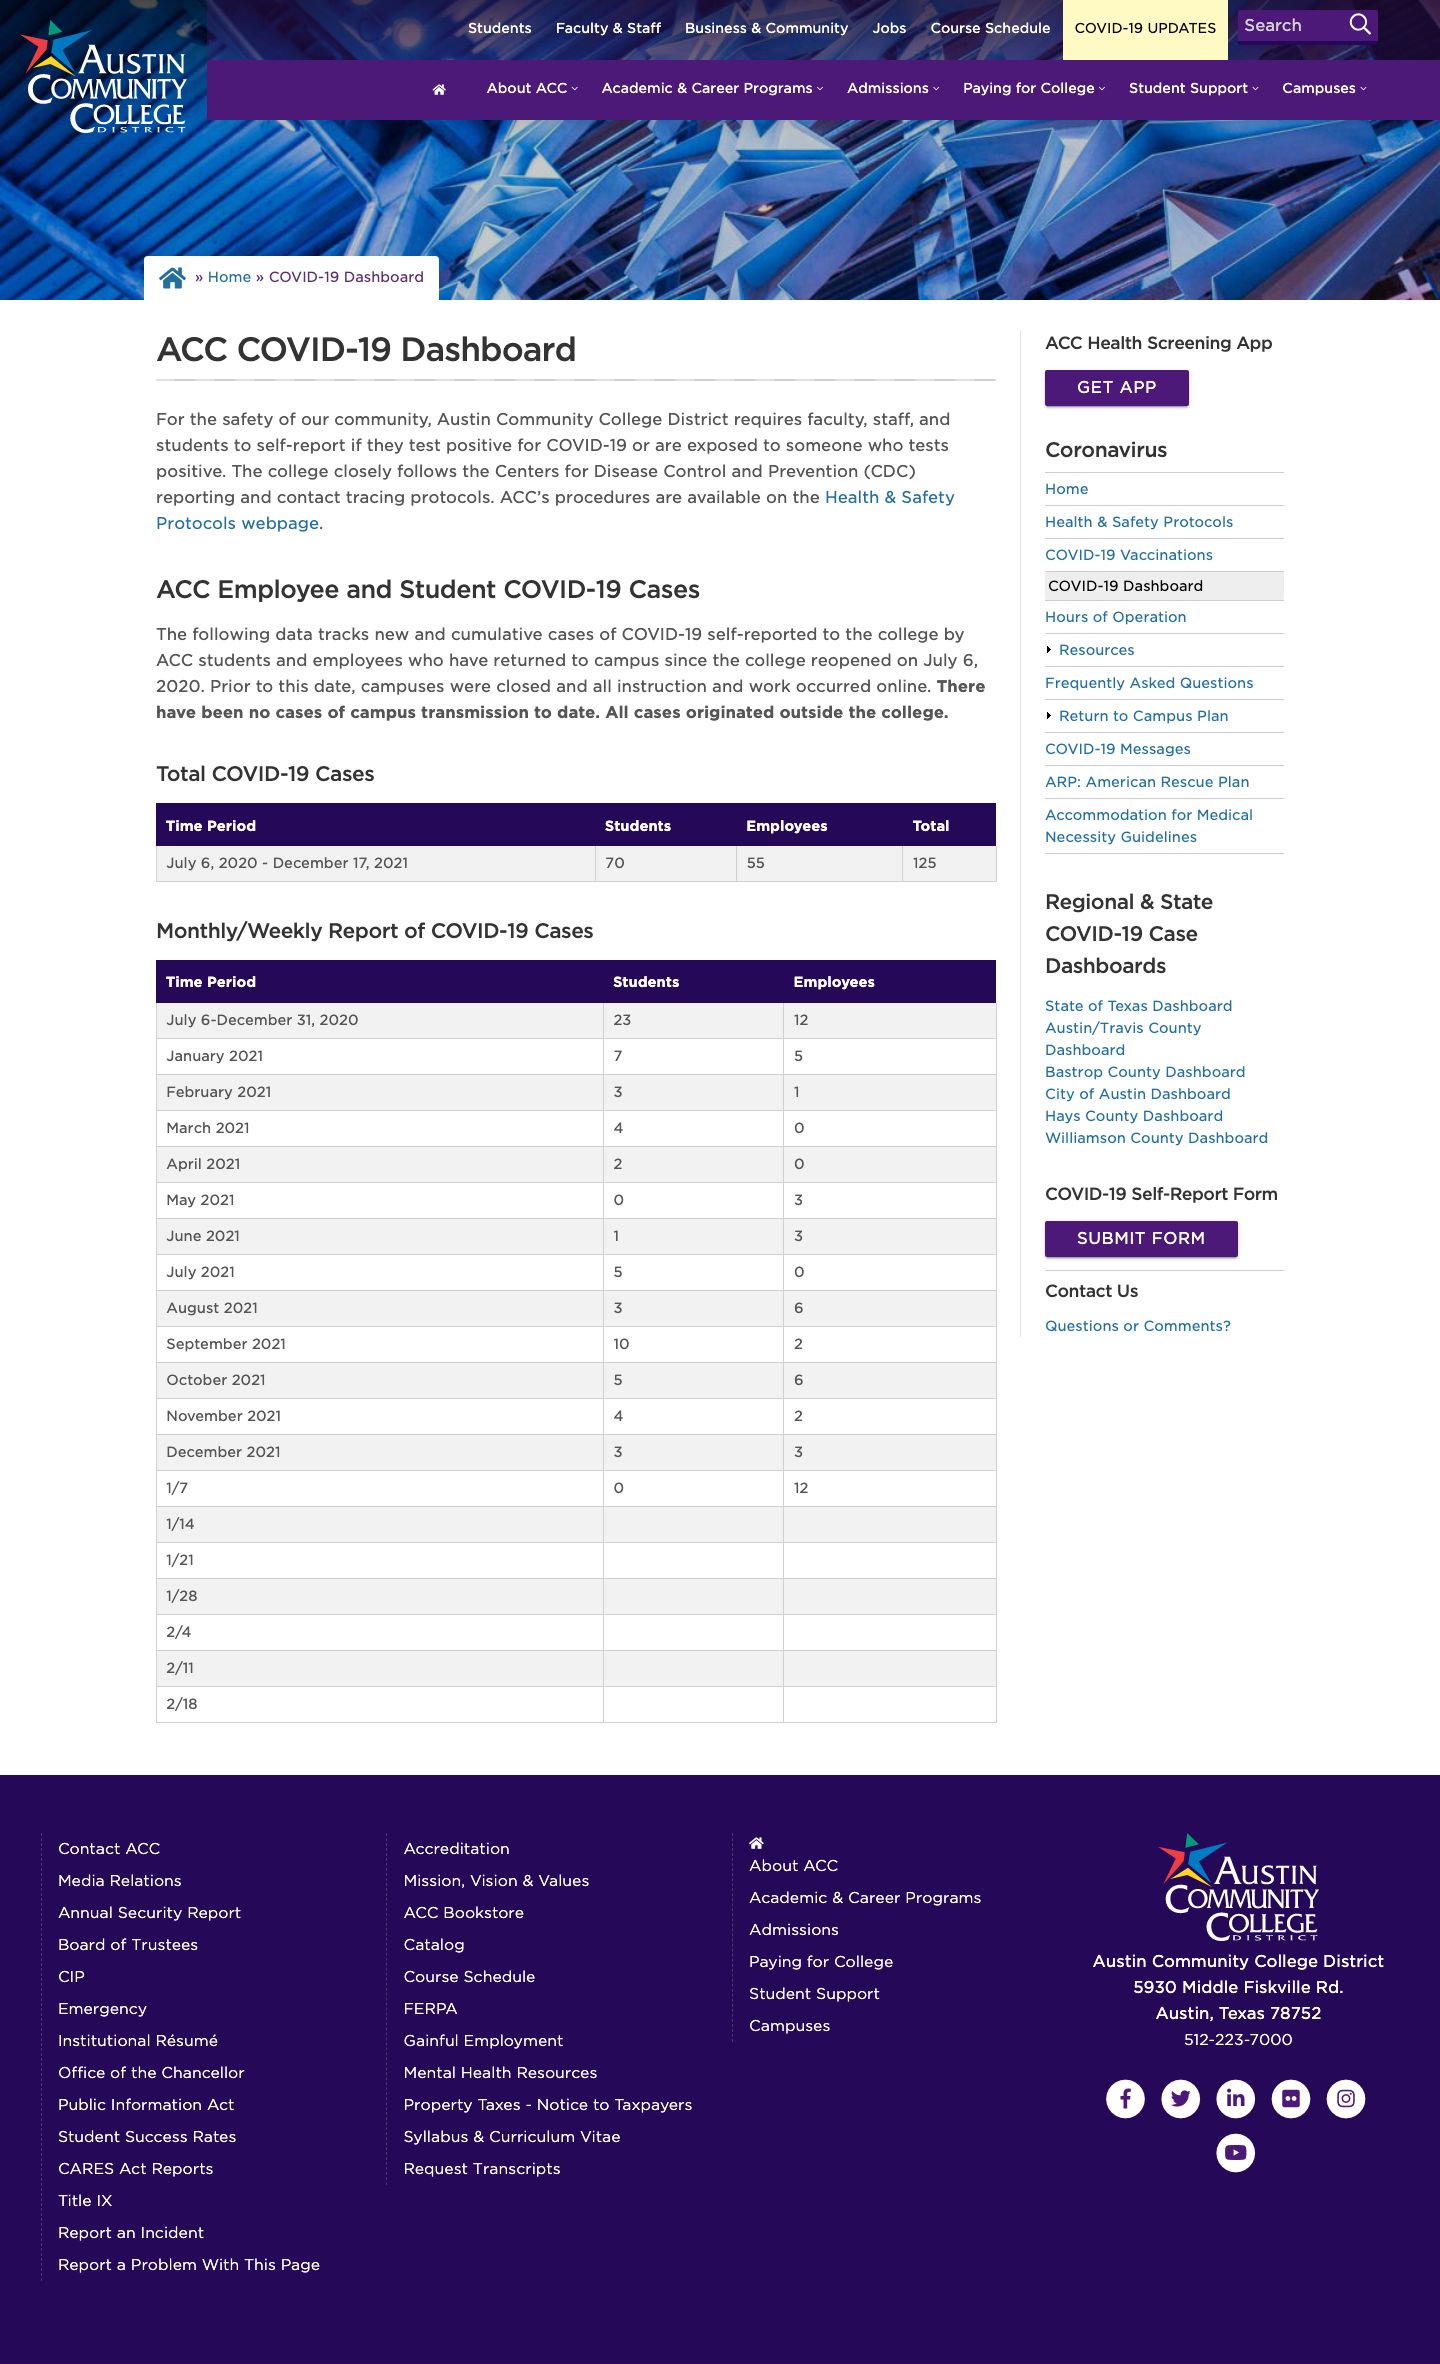 Students Faculty & Staff Business & Community Jobs Course Schedule COVID-19 UPDATES Search
AUSTIN
COMMUNITY
COLLEGE
DISTRICT
About ACC Academic & Career Programs Admissions Paying for College Student Support Campuses
» Home » COVID-19 Dashboard
ACC COVID-19 Dashboard
For the safety of our community, Austin Community College District requires faculty, staff, and
students to self-report if they test positive for COVID-19 or are exposed to someone who tests
positive. The college closely follows the Centers for Disease Control and Prevention (CDC)
reporting and contact tracing protocols. ACC’s procedures are available on the Health & Safety
Protocols webpage.
ACC Employee and Student COVID-19 Cases
The following data tracks new and cumulative cases of COVID-19 self-reported to the college by
ACC students and employees who have returned to campus since the college reopened on July 6,
2020. Prior to this date, campuses were closed and all instruction and work occurred online. There
have been no cases of campus transmission to date. All cases originated outside the college.
Total COVID-19 Cases
Time Period Students Employees Total
July 6, 2020 - December 17, 2021 70 55 125
Monthly/Weekly Report of COVID-19 Cases
Time Period Students Employees
July 6-December 31, 2020 23 12
January 2021 7 5
February 2021 3 1
March 2021 4 0
April 2021 2 0
May 2021 0 3
June 2021 1 3
July 2021 5 0
August 2021 3 6
September 2021 10 2
October 2021 5 6
November 2021 4 2
December 2021 3 3
1/7 0 12
1/14
1/21
1/28
2/4
2/11
2/18
ACC Health Screening App
GET APP
Coronavirus
Home
Health & Safety Protocols
COVID-19 Vaccinations
COVID-19 Dashboard
Hours of Operation
Resources
Frequently Asked Questions
Return to Campus Plan
COVID-19 Messages
ARP: American Rescue Plan
Accommodation for Medical
Necessity Guidelines
Regional & State
COVID-19 Case
Dashboards
State of Texas Dashboard
Austin/Travis County
Dashboard
Bastrop County Dashboard
City of Austin Dashboard
Hays County Dashboard
Williamson County Dashboard
COVID-19 Self-Report Form
SUBMIT FORM
Contact Us
Questions or Comments?
Contact ACC
Media Relations
Annual Security Report
Board of Trustees
CIP
Emergency
Institutional Résumé
Office of the Chancellor
Public Information Act
Student Success Rates
CARES Act Reports
Title IX
Report an Incident
Report a Problem With This Page
Accreditation
Mission, Vision & Values
ACC Bookstore
Catalog
Course Schedule
FERPA
Gainful Employment
Mental Health Resources
Property Taxes - Notice to Taxpayers
Syllabus & Curriculum Vitae
Request Transcripts
About ACC
Academic & Career Programs
Admissions
Paying for College
Student Support
Campuses
AUSTIN
COMMUNITY
COLLEGE
DISTRICT
Austin Community College District
5930 Middle Fiskville Rd.
Austin, Texas 78752
512-223-7000